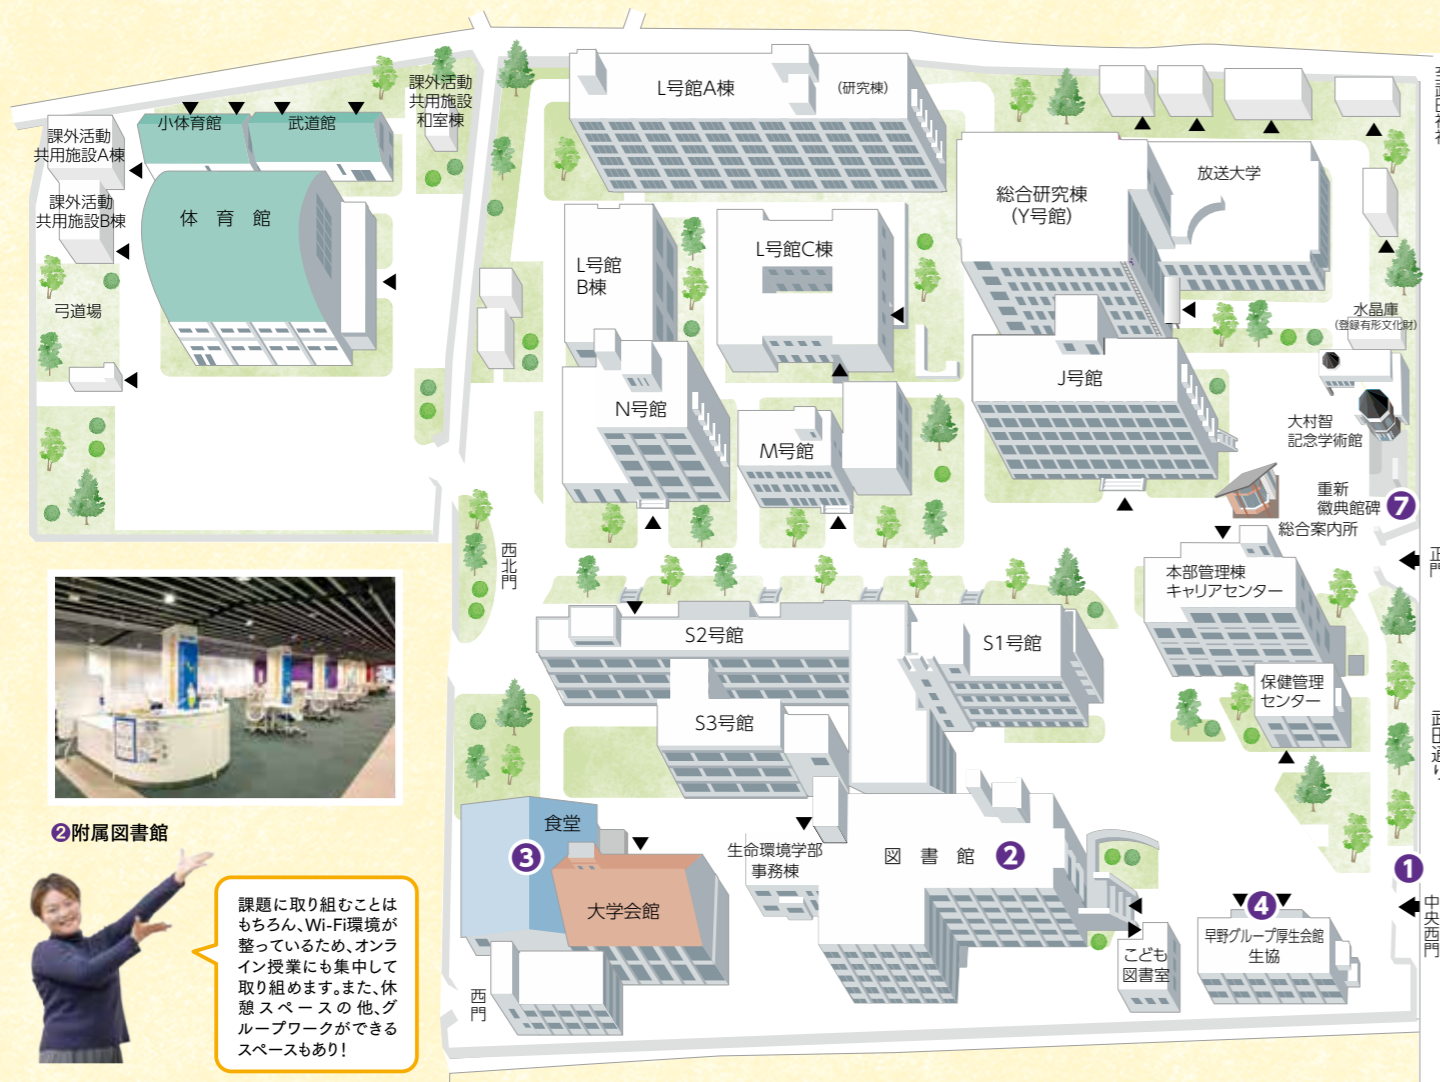 L号館A棟
(研究棟)
課外活動
共用施設
和室棟
小体育館
武道館
課外活動
共用施設A棟
課外活動
共用施設B棟
体育館
弓道場
放送大学
総合研究棟
(Y号館)
L号館
B棟
L号館C棟
水晶庫
(登録有形文化財)
J号館
N号館
M号館
大村智
記念学術館
重新
徽典館碑
7
総合案内所
正門
西北門
本部管理棟
キャリアセンター
S2号館
S1号館
保健管理
センター
S3号館
武田通り
食堂
3
生命環境学部
事務棟
図書館
2
1
大学会館
4
中央西門
早野グループ厚生会館
生協
こども
図書室
西門
2附属図書館
課題に取り組むことは
もちろん、Wi-Fi環境が
整っているため、オンラ
イン授業にも集中して
取り組めます。また、休
憩スペースの他、グ
ループワークができる
スペースもあり!